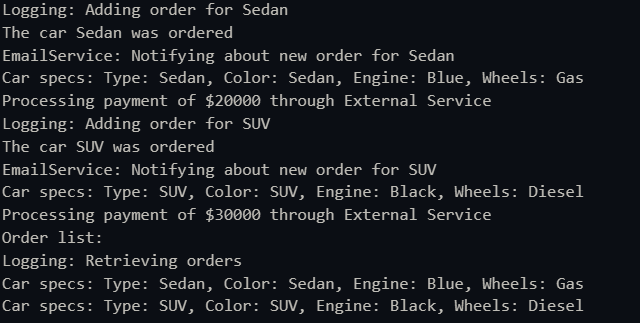 Logging: Adding order for Sedan
The car Sedan was ordered
EmailService: Notifying about new order for Sedan
Car specs: Type: Sedan, Color: Sedan, Engine: Blue, Wheels: Gas
Processing payment of $20000 through External Service
Logging: Adding order for SUV
The car SUV was ordered
EmailService: Notifying about new order for SUV
Car specs: Type: SUV, Color: SUV, Engine: Black, Wheels: Diesel
Processing payment of $30000 through External Service
Order list:
Logging: Retrieving orders
Car specs: Type: Sedan, Color: Sedan, Engine: Blue, Wheels: Gas
Car specs: Type: SUV, Color: SUV, Engine: Black, Wheels: Diesel